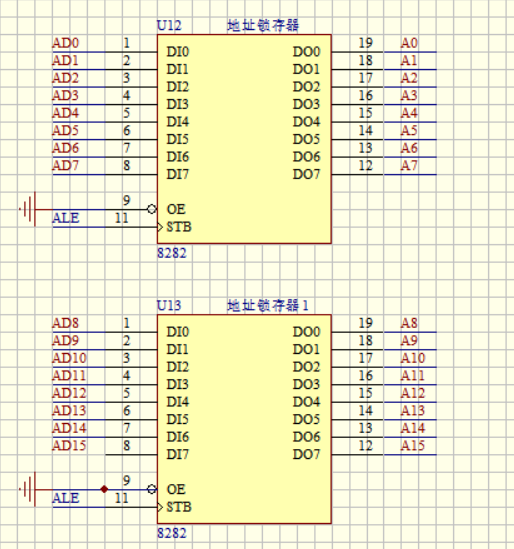 U12 地址锁存器
AD0 1 DI0 DO0 19 A0
AD1 2 DI1 DO1 18 A1
AD2 3 DI2 DO2 17 A2
AD3 4 DI3 DO3 16 A3
AD4 5 DI4 DO4 15 A4
AD5 6 DI5 DO5 14 A5
AD6 7 DI6 DO6 13 A6
AD7 8 DI7 DO7 12 A7
9 OE
ALE 11 STB
8282
U13 地址锁存器1
AD8 1 DI0 DO0 19 A8
AD9 2 DI1 DO1 18 A9
AD10 3 DI2 DO2 17 A10
AD11 4 DI3 DO3 16 A11
AD12 5 DI4 DO4 15 A12
AD13 6 DI5 DO5 14 A13
AD14 7 DI6 DO6 13 A14
AD15 8 DI7 DO7 12 A15
9 OE
ALE 11 STB
8282